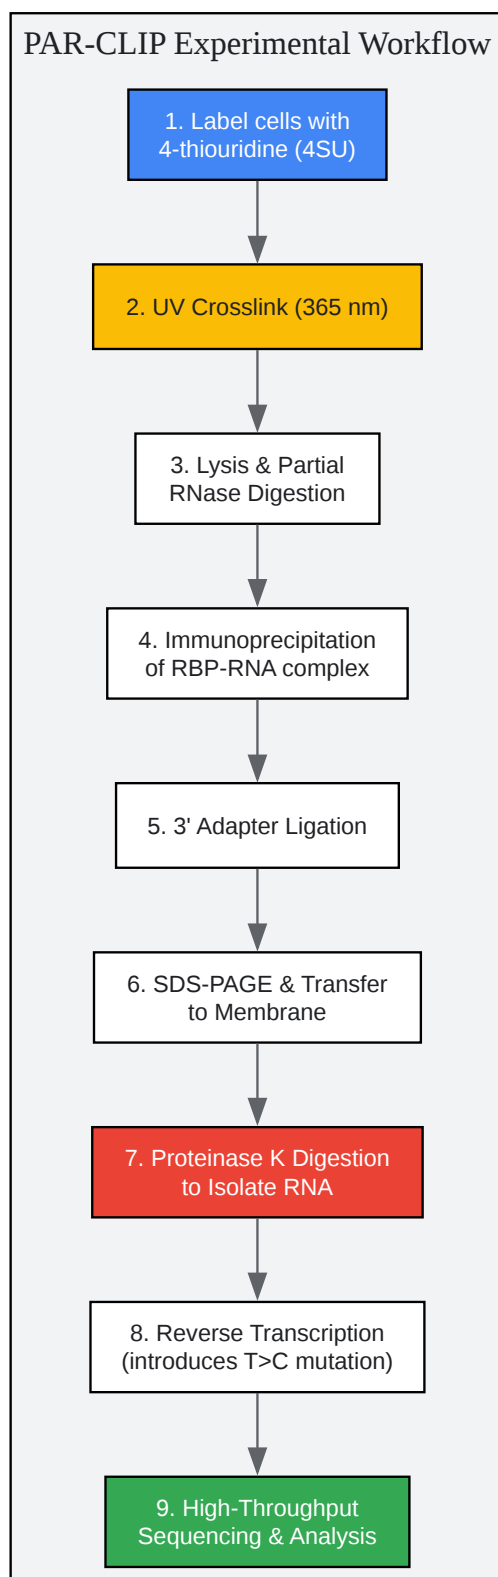 PAR-CLIP Experimental Workflow
1. Label cells with
4-thiouridine (4SU)
2. UV Crosslink (365 nm)
3. Lysis & Partial
RNase Digestion
4. Immunoprecipitation
of RBP-RNA complex
5. 3' Adapter Ligation
6. SDS-PAGE & Transfer
to Membrane
7. Proteinase K Digestion
to Isolate RNA
8. Reverse Transcription
(introduces T>C mutation)
9. High-Throughput
Sequencing & Analysis